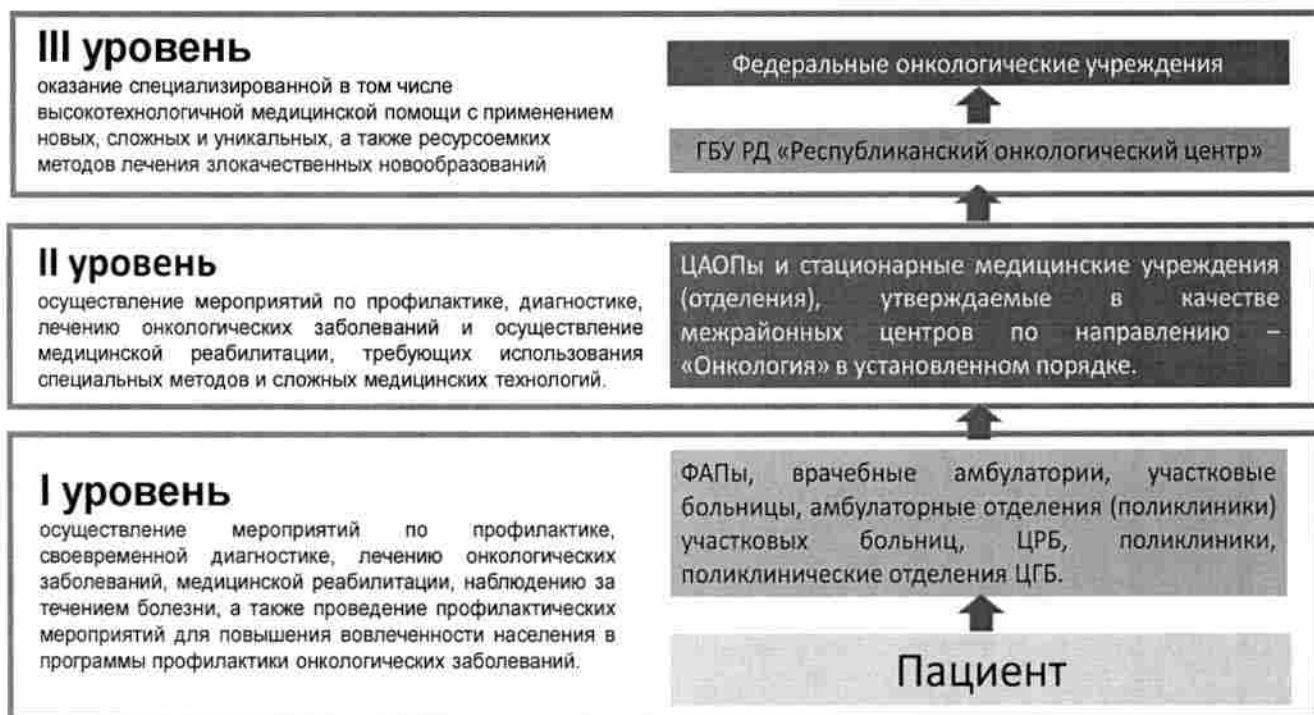 III уровень
оказание специализированной в том числе
высокотехнологичной медицинской помощи с применением
новых, сложных и уникальных, а также ресурсоемких
методов лечения злокачественных новообразований
Федеральные онкологические учреждения
ГБУ РД «Республиканский онкологический центр»
II уровень
осуществление мероприятий по профилактике, диагностике,
лечению онкологических заболеваний и осуществление
медицинской реабилитации, требующих использования
специальных методов и сложных медицинских технологий.
ЦАОПы и стационарные медицинские учреждения
(отделения), утверждаемые в качестве
межрайонных центров по направлению –
«Онкология» в установленном порядке.
I уровень
осуществление мероприятий по профилактике,
своевременной диагностике, лечению онкологических
заболеваний, медицинской реабилитации, наблюдению за
течением болезни, а также проведение профилактических
мероприятий для повышения вовлеченности населения в
программы профилактики онкологических заболеваний.
ФАПы, врачебные амбулатории, участковые
больницы, амбулаторные отделения (поликлиники)
участковых больниц, ЦРБ, поликлиники,
поликлинические отделения ЦГБ.
Пациент